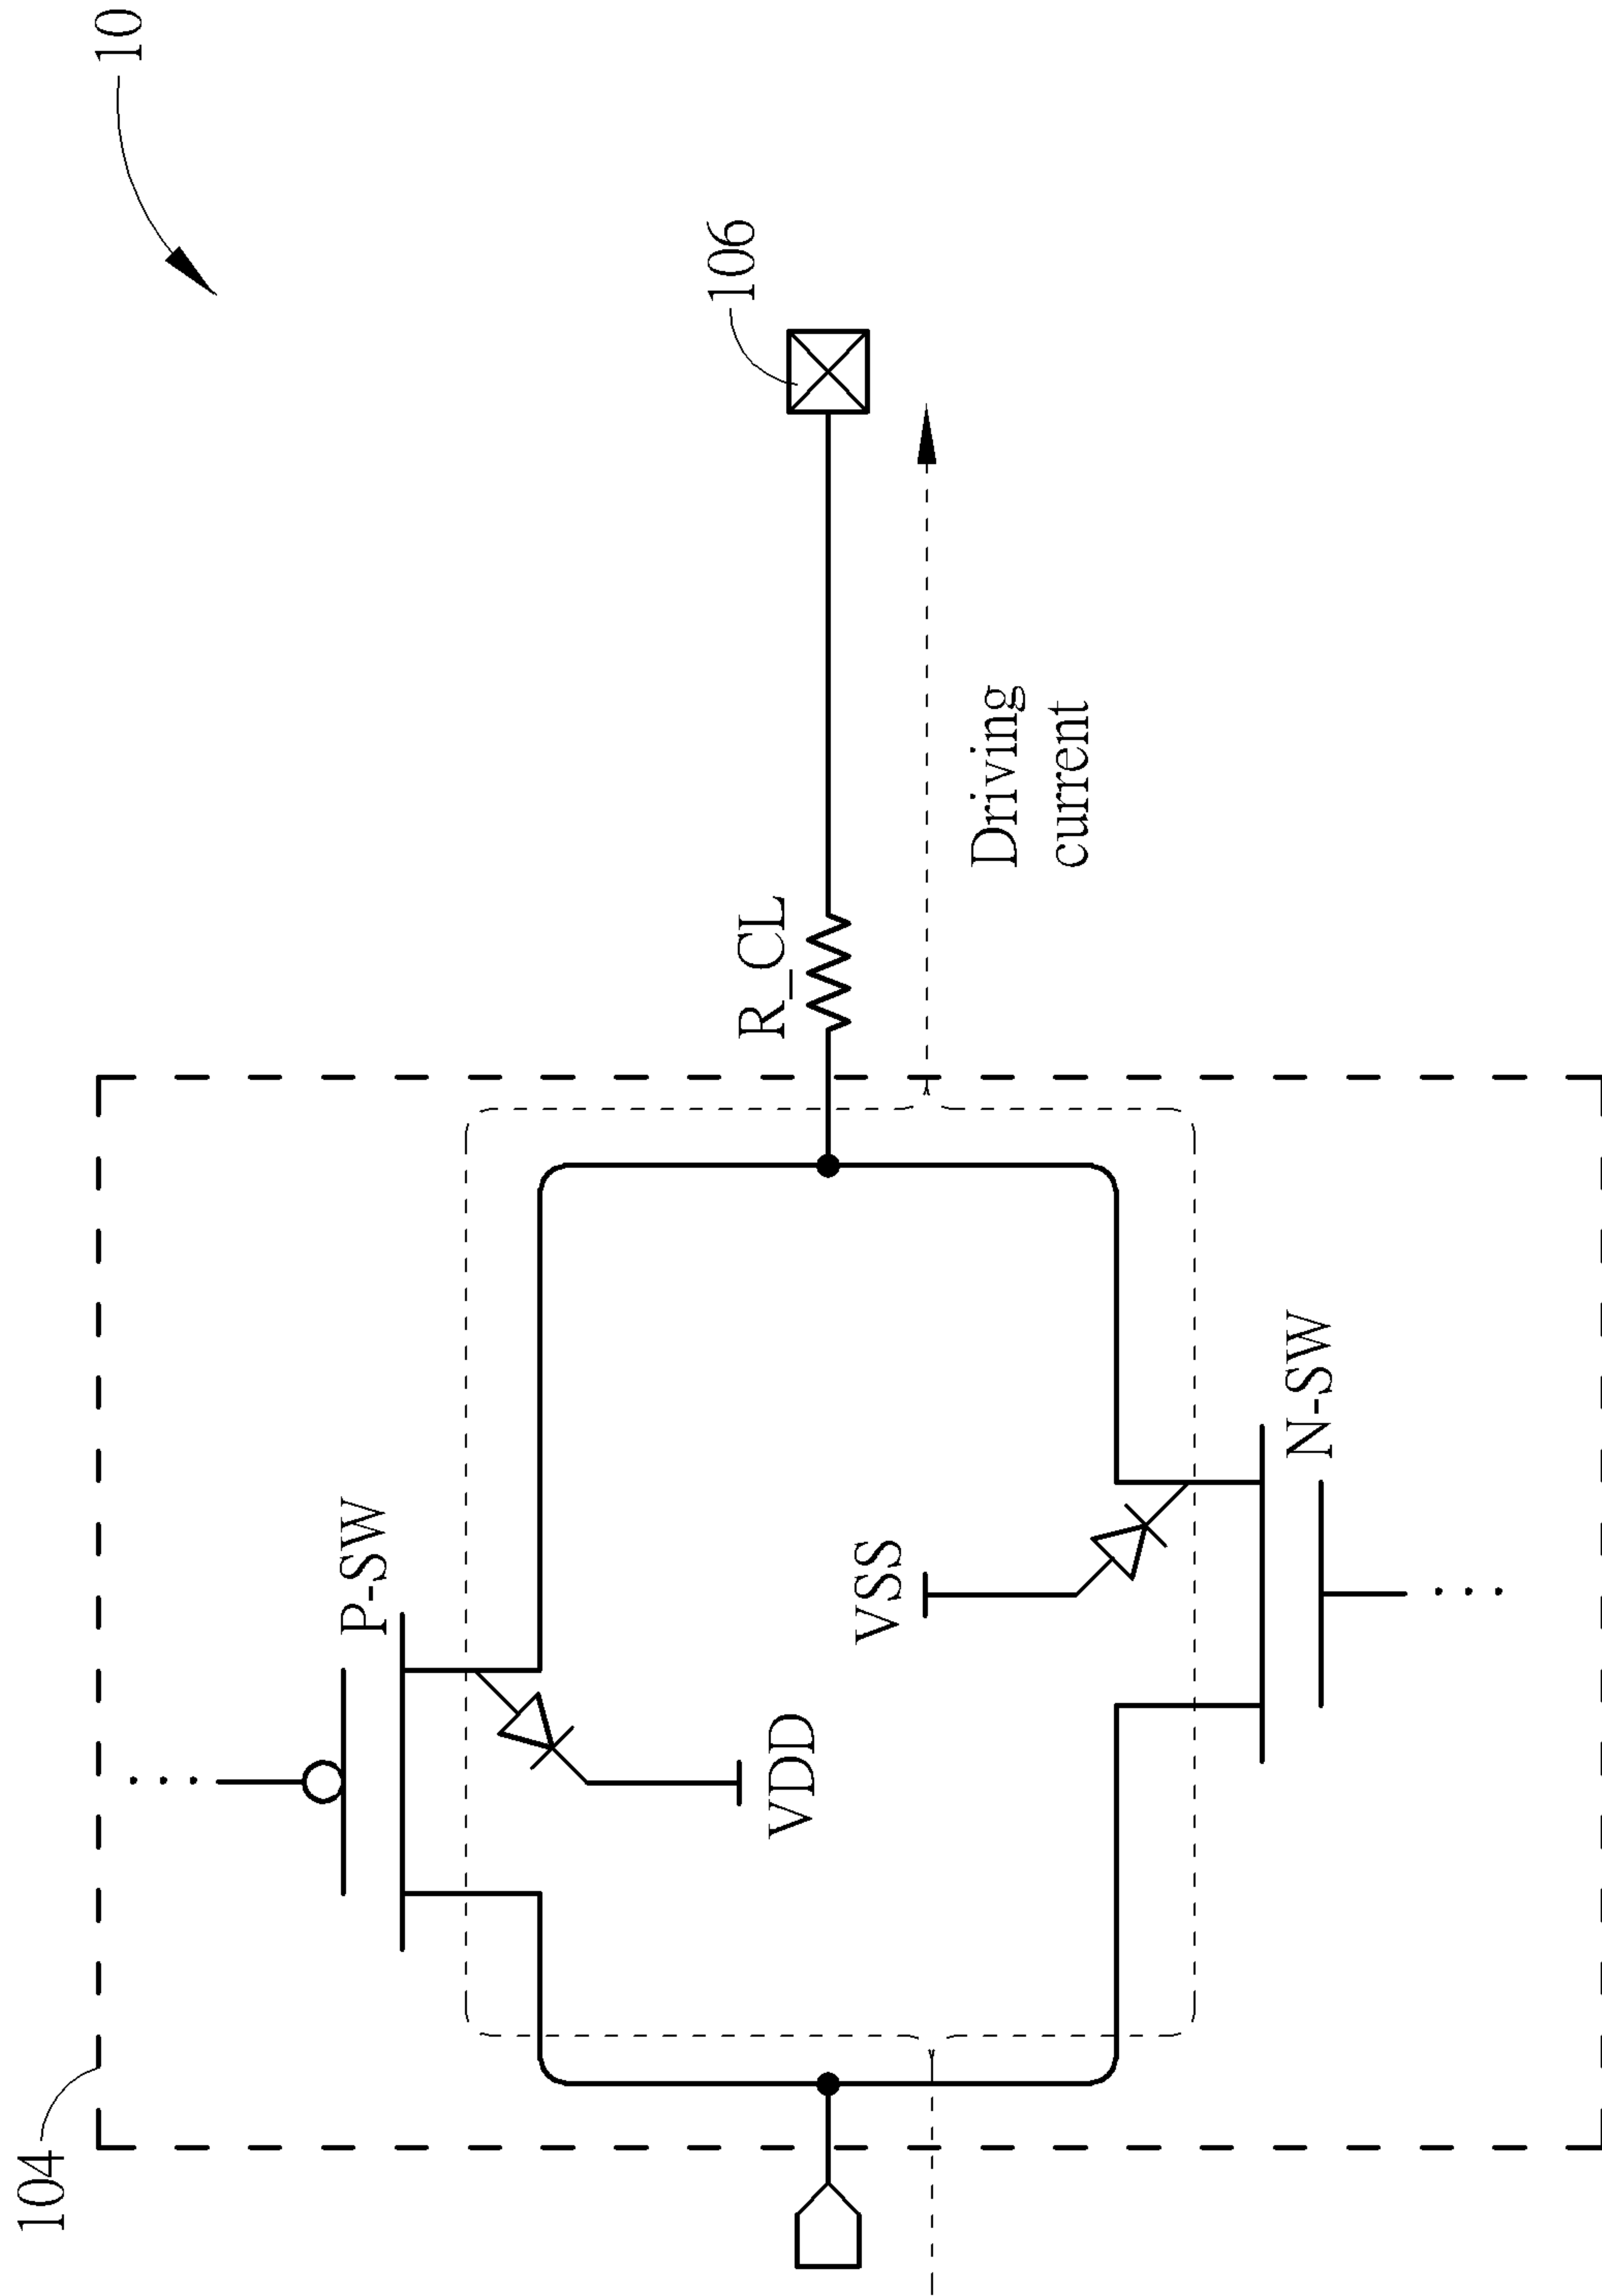 10
106
R_CL
Driving
current
104
P-SW
VDD
VSS
N-SW